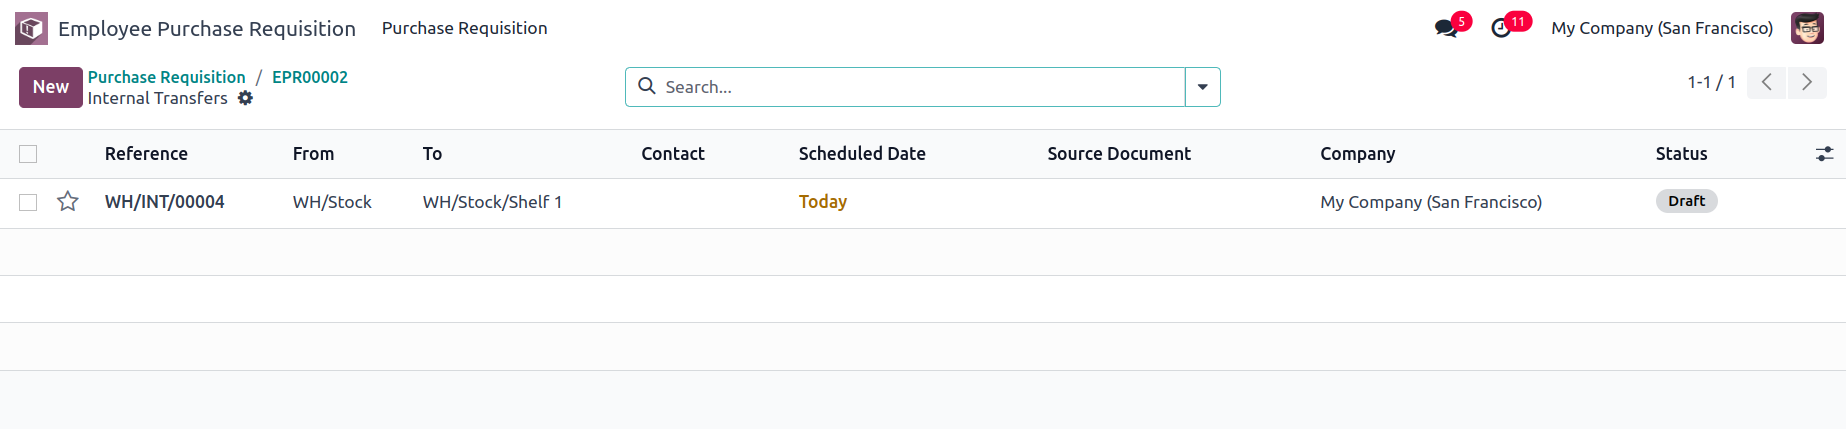 Employee Purchase Requisition Purchase Requisition 5 11 My Company (San Francisco)
New Purchase Requisition / EPR00002 Search... 1-1 / 1
Internal Transfers
Reference From To Contact Scheduled Date Source Document Company Status
WH/INT/00004 WH/Stock WH/Stock/Shelf 1 Today My Company (San Francisco) Draft